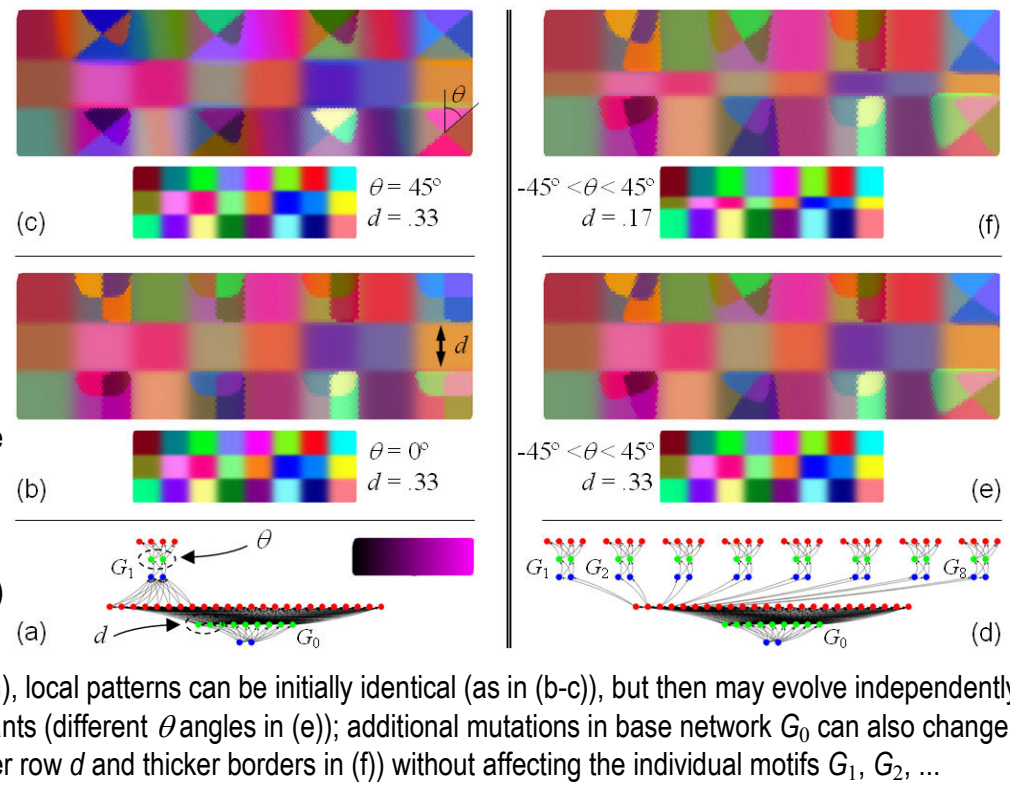 θ
(c)
θ = 45°
d = .33
-45° <θ< 45°
d = .17
(f)
d
(b)
θ = 0°
d = .33
-45° <θ< 45°
d = .33
(e)
θ
G1
d
(a)
G0
G1
G2
G8
G0
(d)
), local patterns can be initially identical (as in (b-c)), but then may evolve independently
ants (different θ angles in (e)); additional mutations in base network G0 can also change
er row d and thicker borders in (f)) without affecting the individual motifs G1, G2, ...